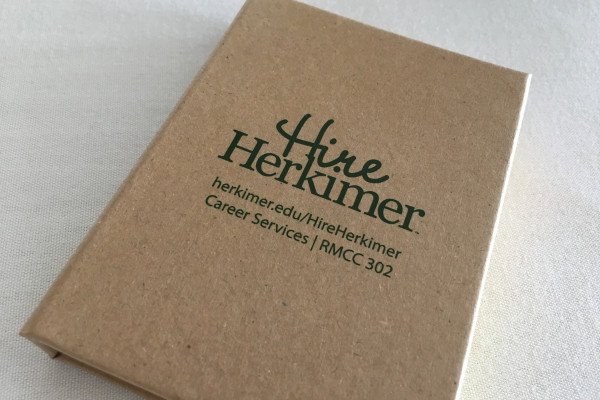 Hire
Herkimer
herkimer.edu/HireHerkimer
Career Services | RMCC 302